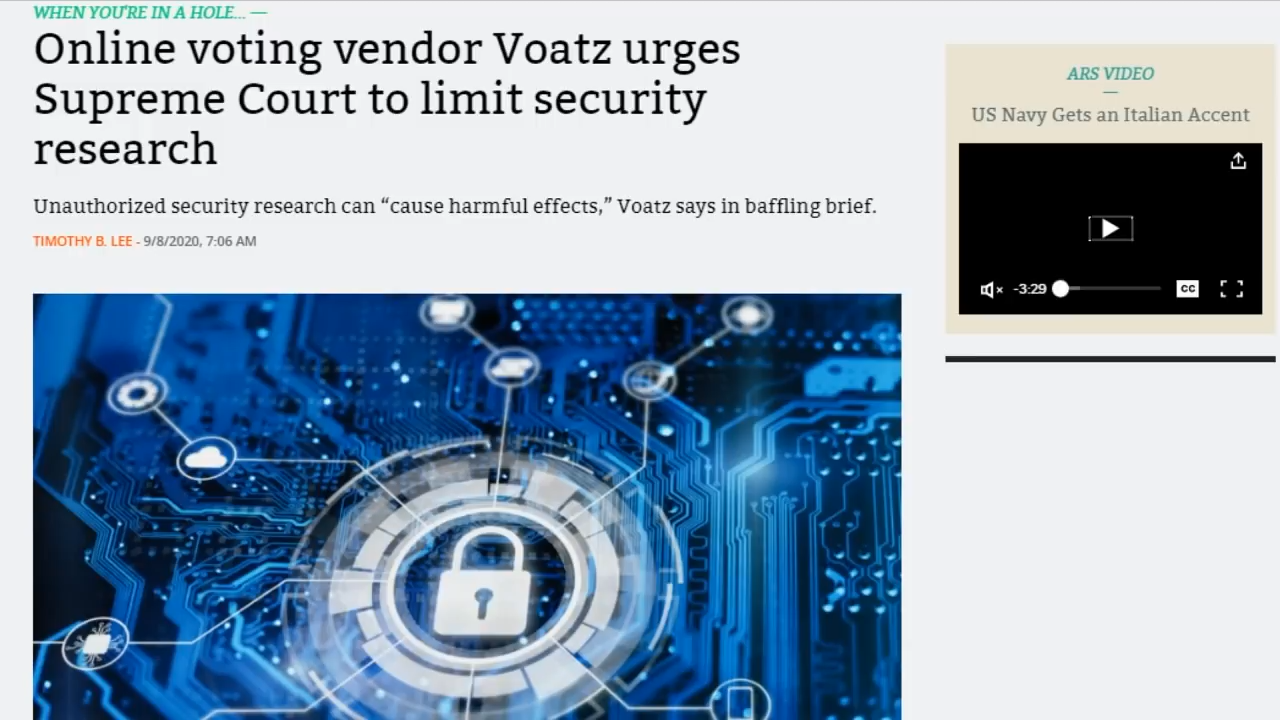 WHEN YOU'RE IN A HOLE... —
Online voting vendor Voatz urges
Supreme Court to limit security
research
Unauthorized security research can “cause harmful effects,” Voatz says in baffling brief.
TIMOTHY B. LEE - 9/8/2020, 7:06 AM
ARS VIDEO
US Navy Gets an Italian Accent
-3:29
CC